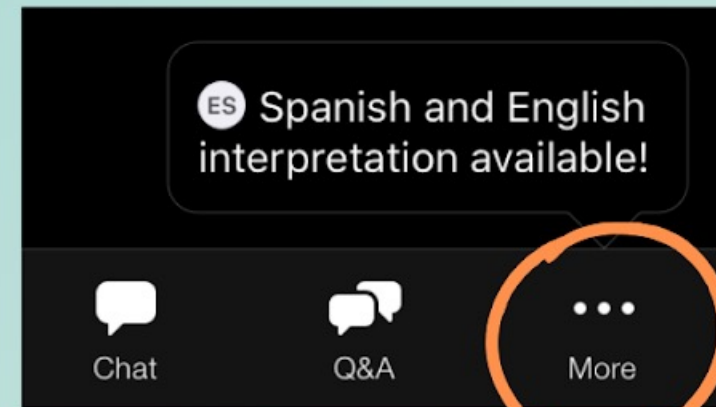 ES Spanish and English
interpretation available!
Chat Q&A More